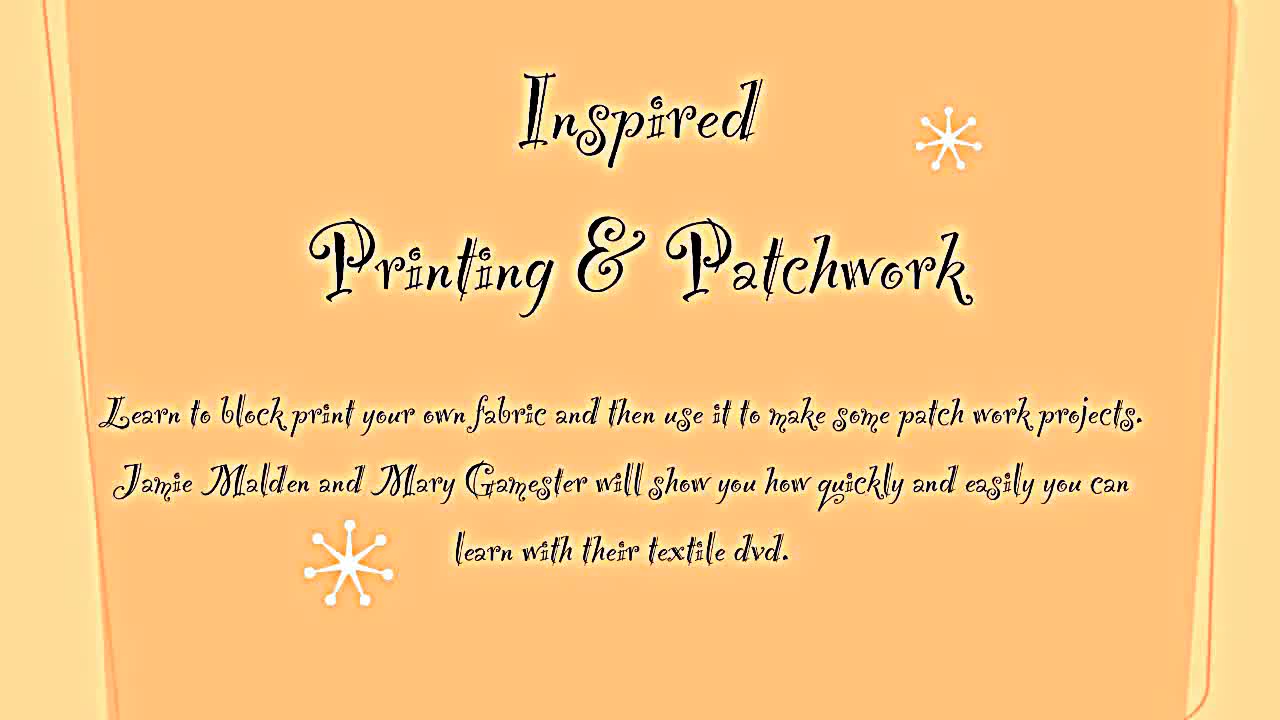 Inspired
Printing & Patchwork
Learn to block print your own fabric and then use it to make some patch work projects.
Jamie Malden and Mary Gamester will show you how quickly and easily you can
learn with their textile dvd.